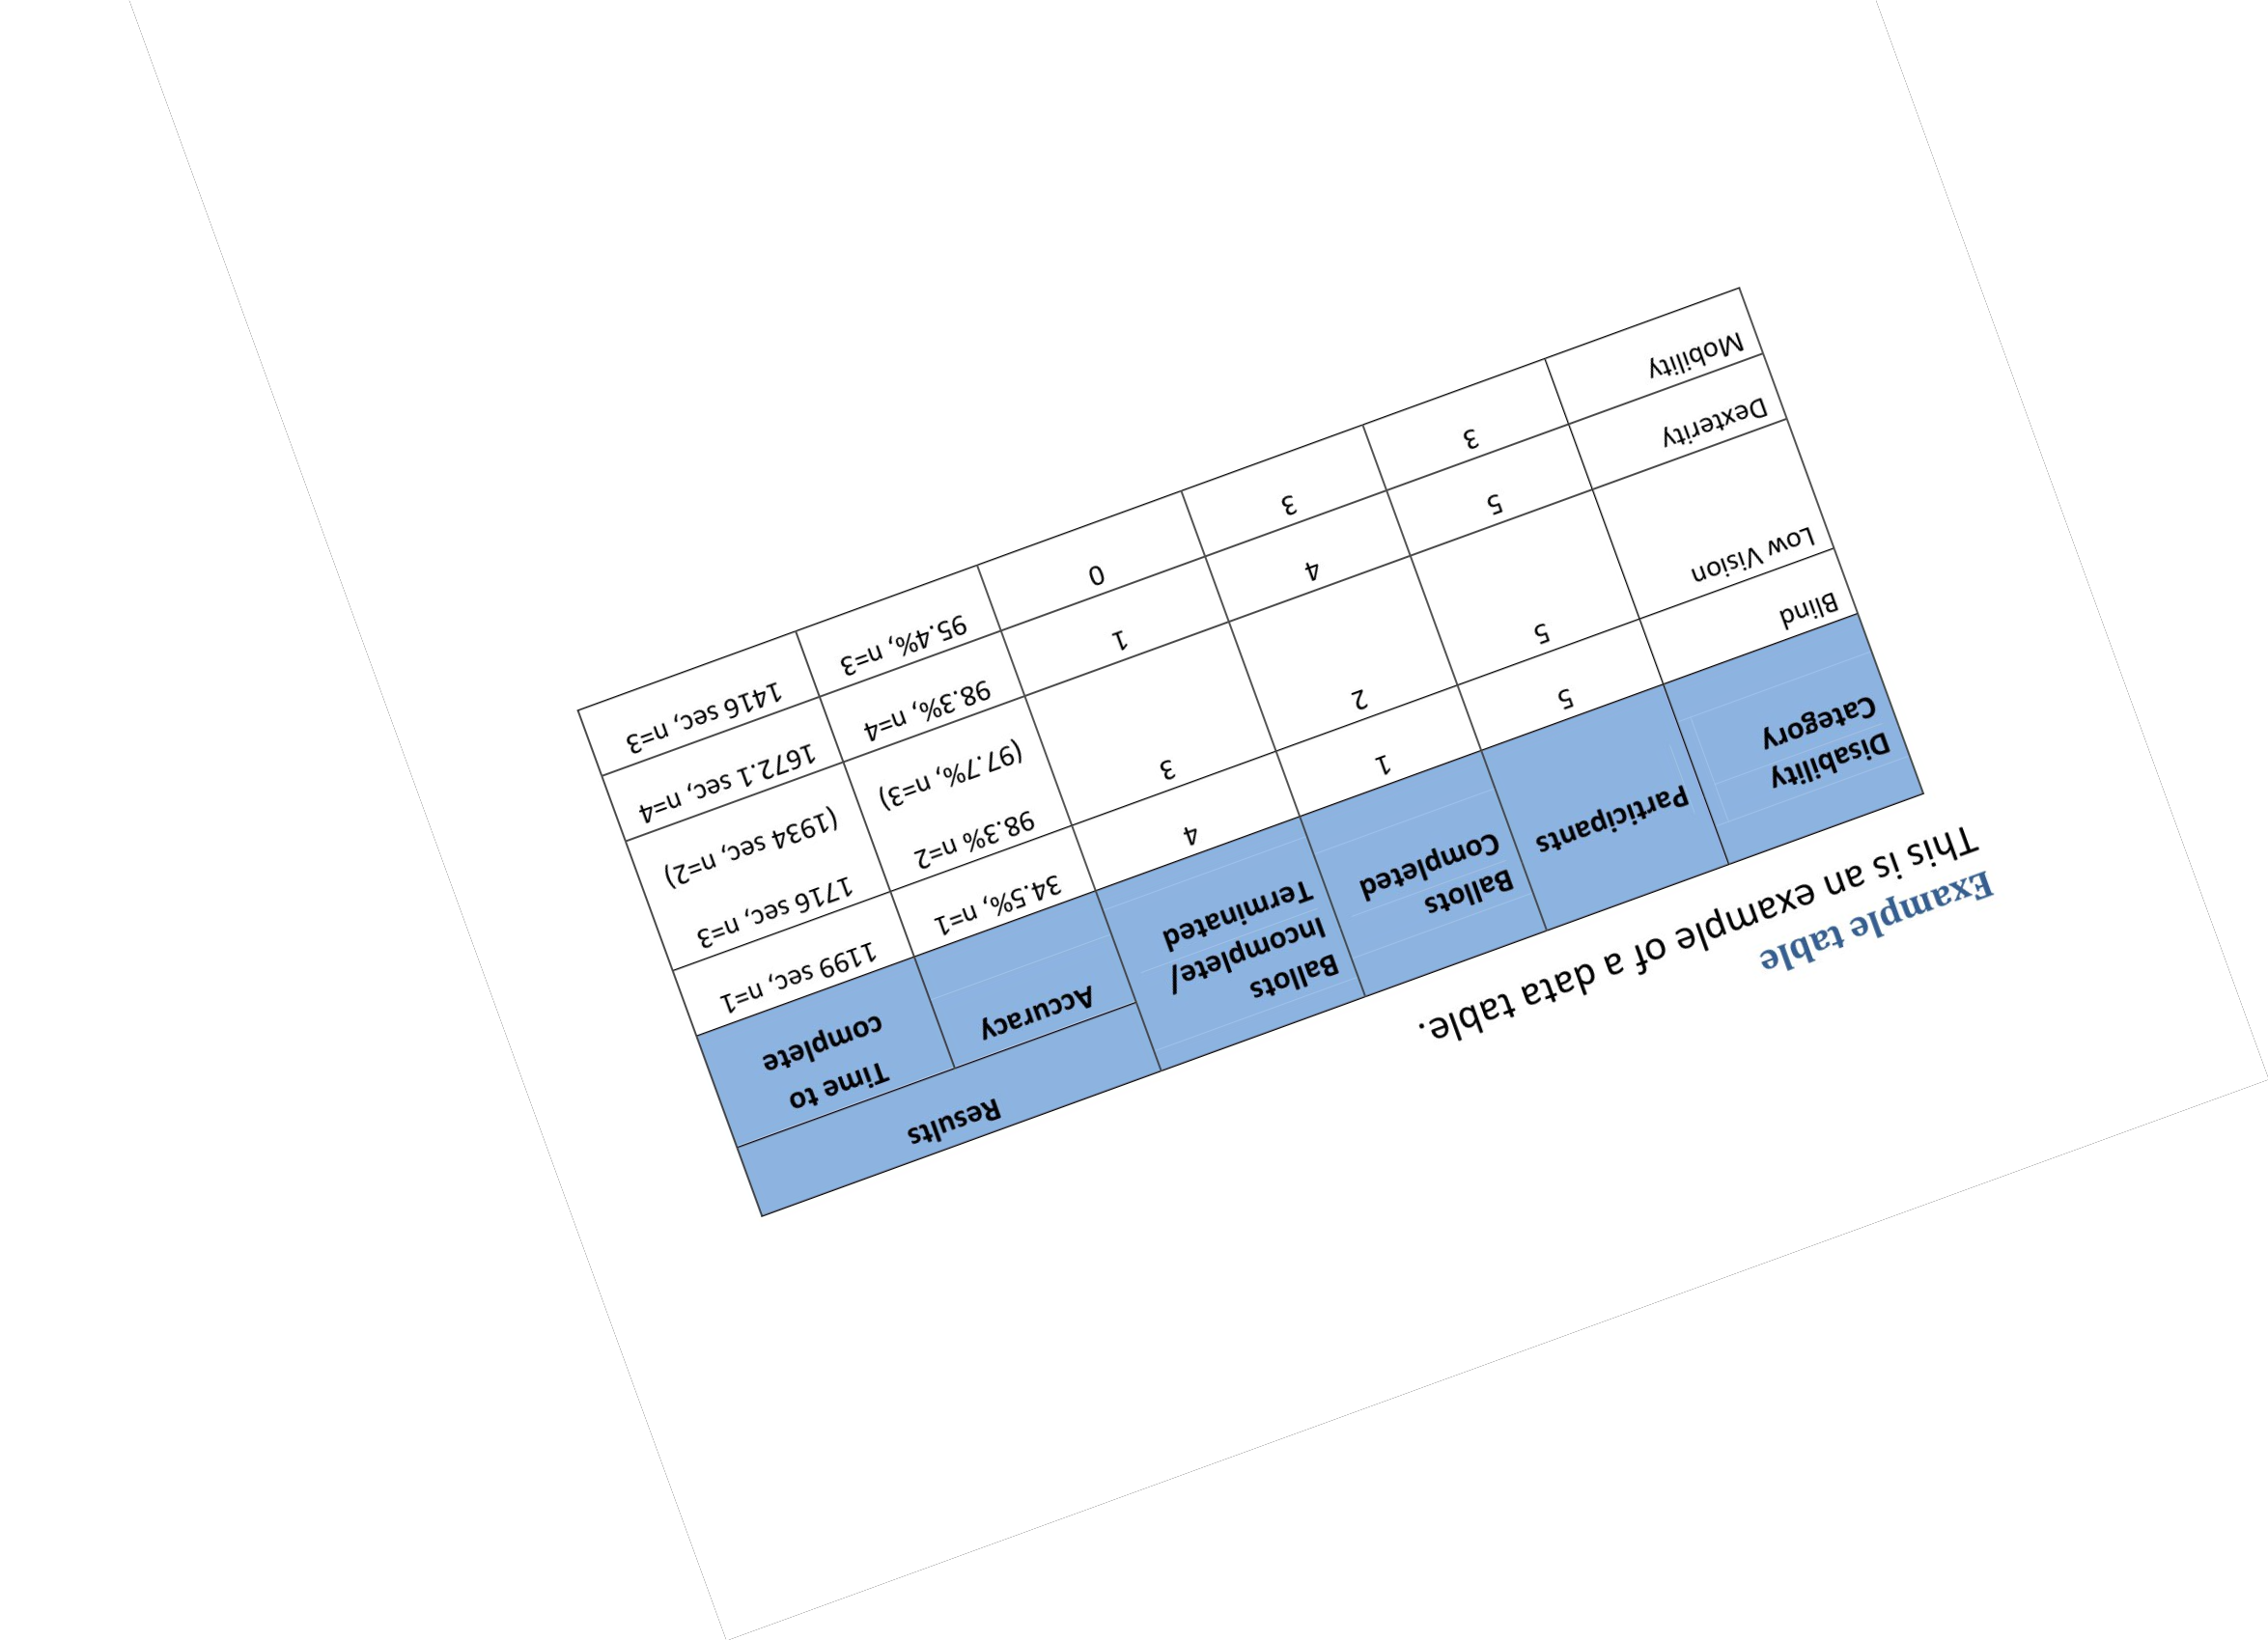 Example table
This is an example of a data table.
Disability
Category
Participants
Ballots
Completed
Ballots
Incomplete/
Terminated
Results
Accuracy
Time to
complete
Blind
5
1
4
34.5%, n=1
1199 sec, n=1
Low Vision
5
2
3
98.3% n=2
(97.7%, n=3)
1716 sec, n=3
(1934 sec, n=2)
Dexterity
5
4
1
98.3%, n=4
1672.1 sec, n=4
Mobility
3
3
0
95.4%, n=3
1416 sec, n=3